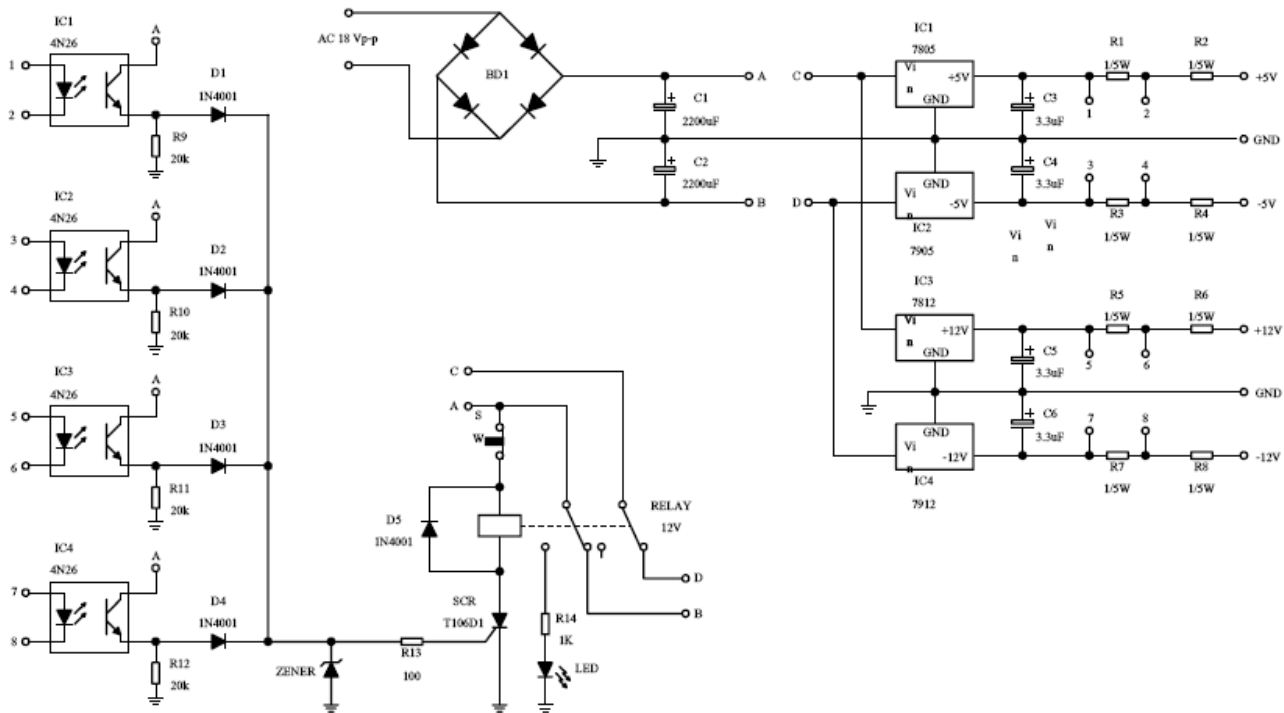 IC1
4N26
A
1
2
D1
1N4001
R9
20k
IC2
4N26
A
3
4
D2
1N4001
R10
20k
IC3
4N26
A
5
6
D3
1N4001
R11
20k
IC4
4N26
A
7
8
D4
1N4001
R12
20k
ZENER
R13
100
AC 18 Vp-p
BD1
C1
2200uF
C2
2200uF
A
B
C
A
S
W
D5
1N4001
SCR
T106D1
RELAY
12V
R14
1K
LED
D
B
C
D
IC1
7805
Vi
n
+5V
GND
C3
3.3uF
R1
1/5W
R2
1/5W
1
2
+5V
GND
GND
Vi
n
-5V
IC2
7905
C4
3.3uF
Vi
n
Vi
n
3
4
R3
1/5W
R4
1/5W
-5V
IC3
7812
Vi
n
+12V
GND
C5
3.3uF
R5
1/5W
R6
1/5W
5
6
+12V
GND
GND
Vi
n
-12V
IC4
7912
C6
3.3uF
7
8
R7
1/5W
R8
1/5W
-12V